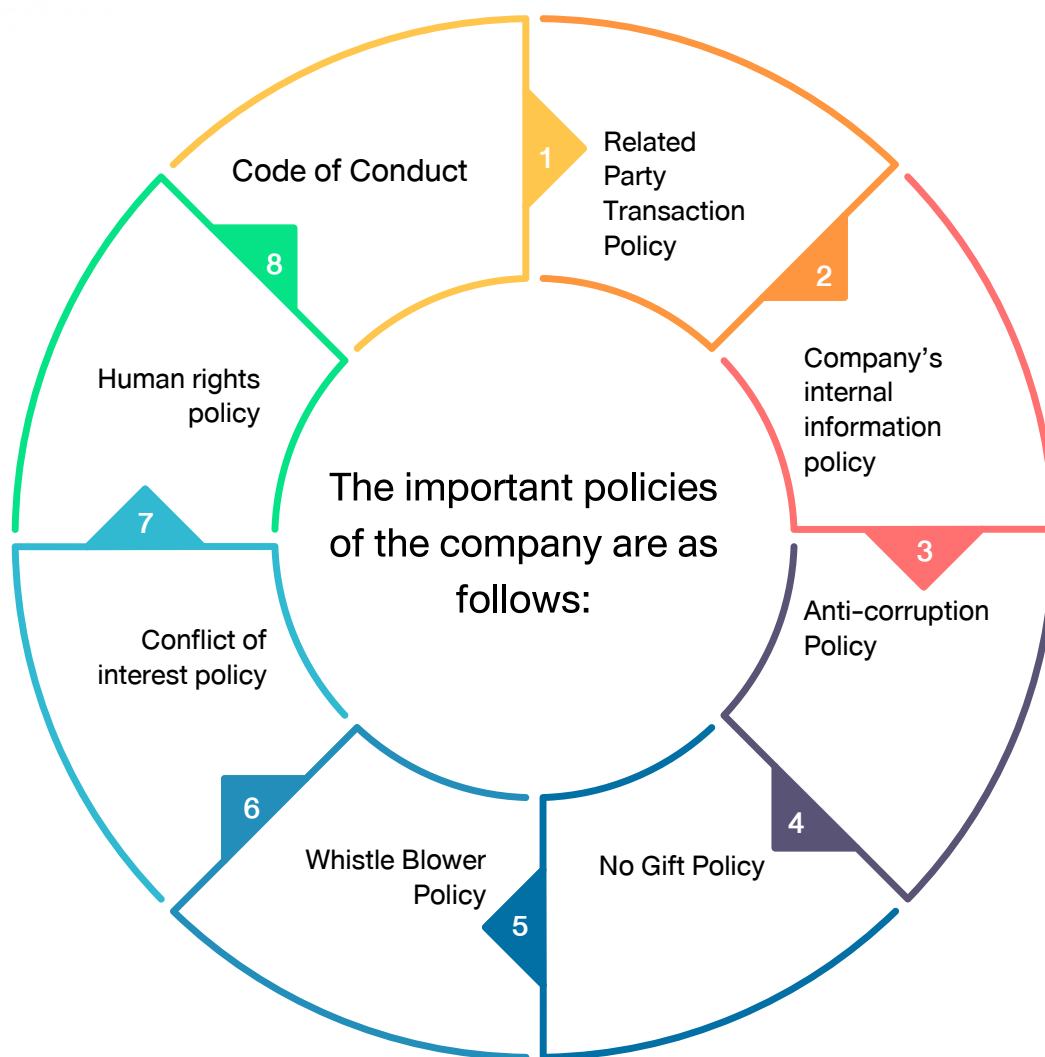 The important policies
of the company are as
follows:
Code of Conduct
1
Related
Party
Transaction
Policy
2
Company’s
internal
information
policy
3
Anti-corruption
Policy
4
No Gift Policy
5
Whistle Blower
Policy
6
Conflict of
interest policy
7
Human rights
policy
8